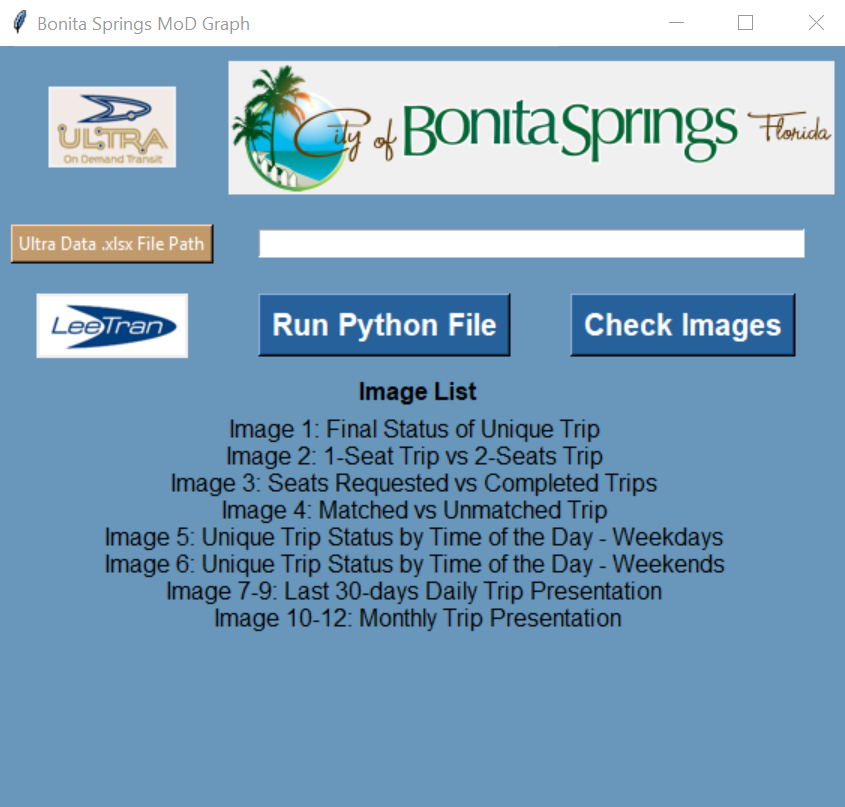 Bonita Springs MoD Graph
ULTRA
On Demand Transit
City of Bonita Springs Florida
Ultra Data .xlsx File Path
LeeTran
Run Python File
Check Images
Image List
Image 1: Final Status of Unique Trip
Image 2: 1-Seat Trip vs 2-Seats Trip
Image 3: Seats Requested vs Completed Trips
Image 4: Matched vs Unmatched Trip
Image 5: Unique Trip Status by Time of the Day - Weekdays
Image 6: Unique Trip Status by Time of the Day - Weekends
Image 7-9: Last 30-days Daily Trip Presentation
Image 10-12: Monthly Trip Presentation